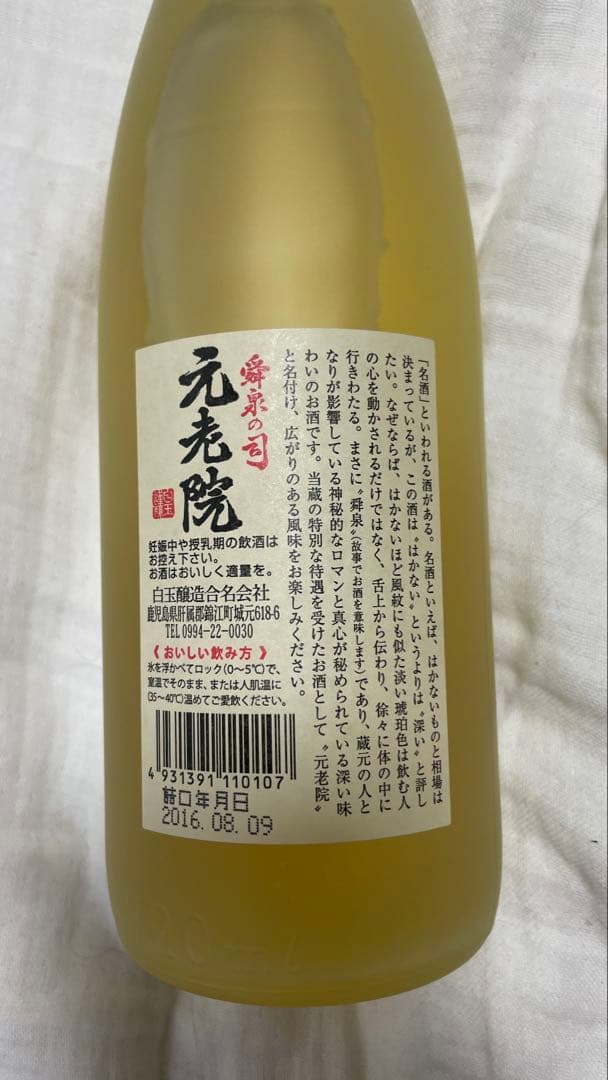 「名酒」といわれる酒がある。名酒といえば、はかないものと相場は
決まっているが、この酒は〝はかない〟というよりは〝深い〟と評し
たい。なぜならば、はかないほど風紋にも似た淡い琥珀色は飲む人
の心を動かされるだけではなく、舌上から伝わり、徐々に体の中に
行きわたる。まさに〝舜泉〟(故事でお酒を意味します)であり、蔵元の人と
なりが影響している神秘的なロマンと真心が秘められている深い味
わいのお酒です。当蔵の特別な待遇を受けたお酒として〝元老院〟
と名付け、広がりのある風味をお楽しみください。
舜泉の司
元老院
妊娠中や授乳期の飲酒は
お控え下さい。
お酒はおいしく適量を。
白玉醸造合名会社
鹿児島県肝属郡錦江町城元618-6
TEL 0994-22-0030
《 おいしい飲み方 》
氷を浮かべてロック(0〜5℃)で、
室温でそのまま、または人肌温に
(35〜40℃)温めてご愛飲ください。
4 931391 110107
詰口年月日
2016.08.09
720ml